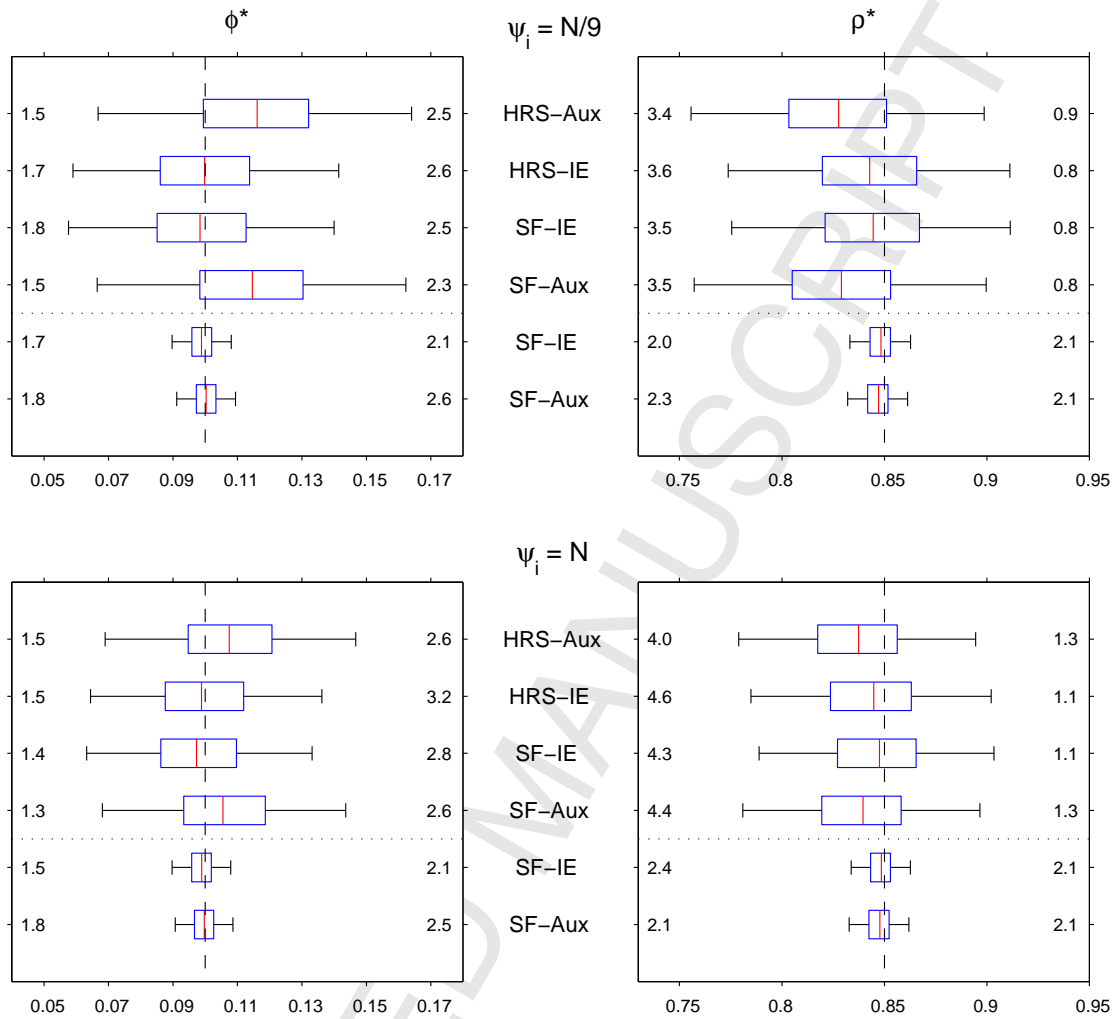 φ* ψi = N/9 ρ*
1.5 2.5 HRS−Aux 3.4 0.9
1.7 2.6 HRS−IE 3.6 0.8
1.8 2.5 SF−IE 3.5 0.8
1.5 2.3 SF−Aux 3.5 0.8
1.7 2.1 SF−IE 2.0 2.1
1.8 2.6 SF−Aux 2.3 2.1
0.05 0.07 0.09 0.11 0.13 0.15 0.17 0.75 0.8 0.85 0.9 0.95
ψi = N
1.5 2.6 HRS−Aux 4.0 1.3
1.5 3.2 HRS−IE 4.6 1.1
1.4 2.8 SF−IE 4.3 1.1
1.3 2.6 SF−Aux 4.4 1.3
1.5 2.1 SF−IE 2.4 2.1
1.8 2.5 SF−Aux 2.1 2.1
0.05 0.07 0.09 0.11 0.13 0.15 0.17 0.75 0.8 0.85 0.9 0.95
MANUSCRIPT